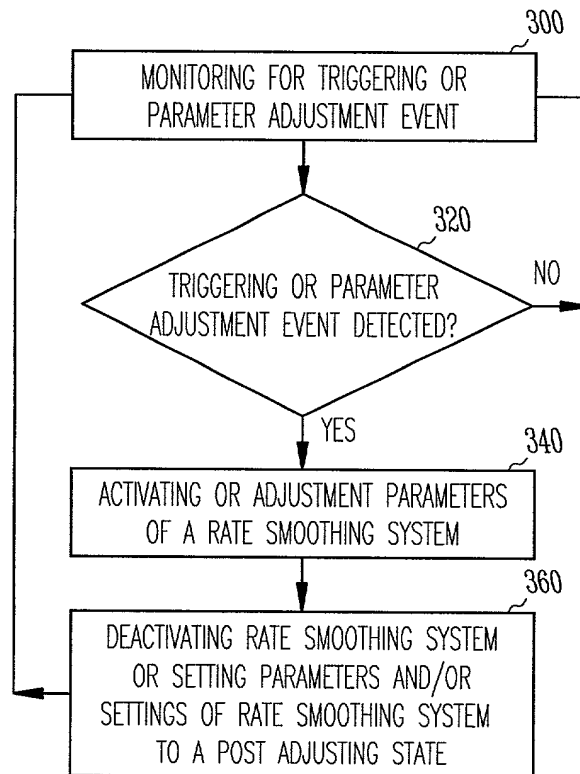 300
MONITORING FOR TRIGGERING OR
PARAMETER ADJUSTMENT EVENT
320
TRIGGERING OR PARAMETER
ADJUSTMENT EVENT DETECTED?
NO
YES
340
ACTIVATING OR ADJUSTMENT PARAMETERS
OF A RATE SMOOTHING SYSTEM
360
DEACTIVATING RATE SMOOTHING SYSTEM
OR SETTING PARAMETERS AND/OR
SETTINGS OF RATE SMOOTHING SYSTEM
TO A POST ADJUSTING STATE